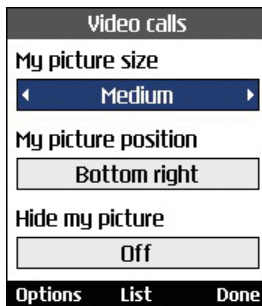 Video calls
My picture size
Medium
My picture position
Bottom right
Hide my picture
Off
Options List Done